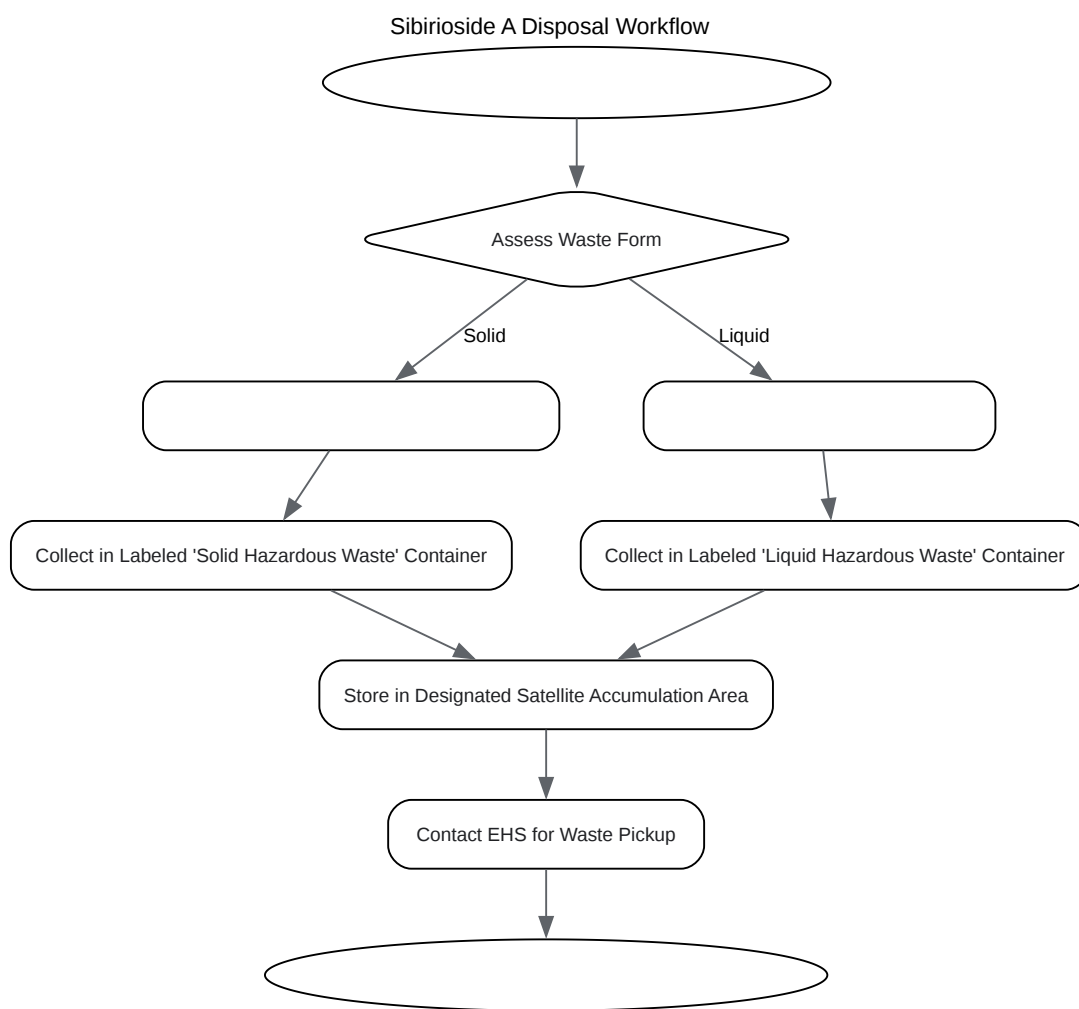 Sibirioside A Disposal Workflow
Assess Waste Form
Solid
Liquid
Collect in Labeled 'Solid Hazardous Waste' Container
Collect in Labeled 'Liquid Hazardous Waste' Container
Store in Designated Satellite Accumulation Area
Contact EHS for Waste Pickup